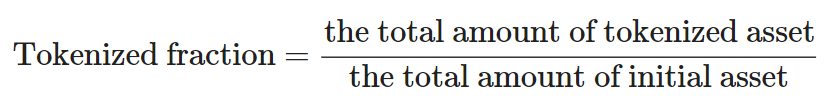 Tokenized fraction = the total amount of tokenized asset
the total amount of initial asset